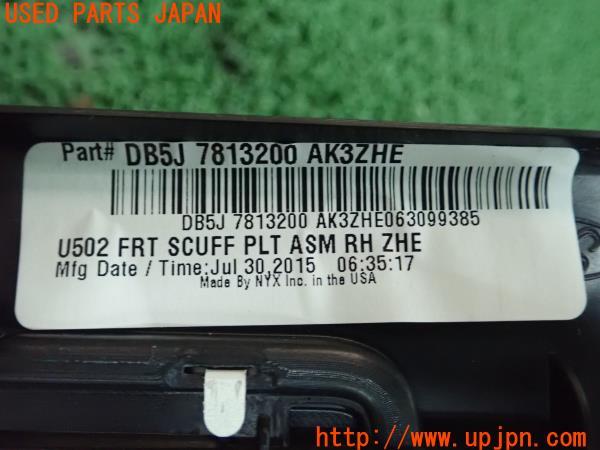 USED PARTS JAPAN
Part# DB5J 7813200 AK3ZHE
DB5J 7813200 AK3ZHE063099385
U502 FRT SCUFF PLT ASM RH ZHE
Mfg Date / Time:Jul 30,2015 06:35:17
Made By NYX Inc. in the USA
http://www.upjpn.com/